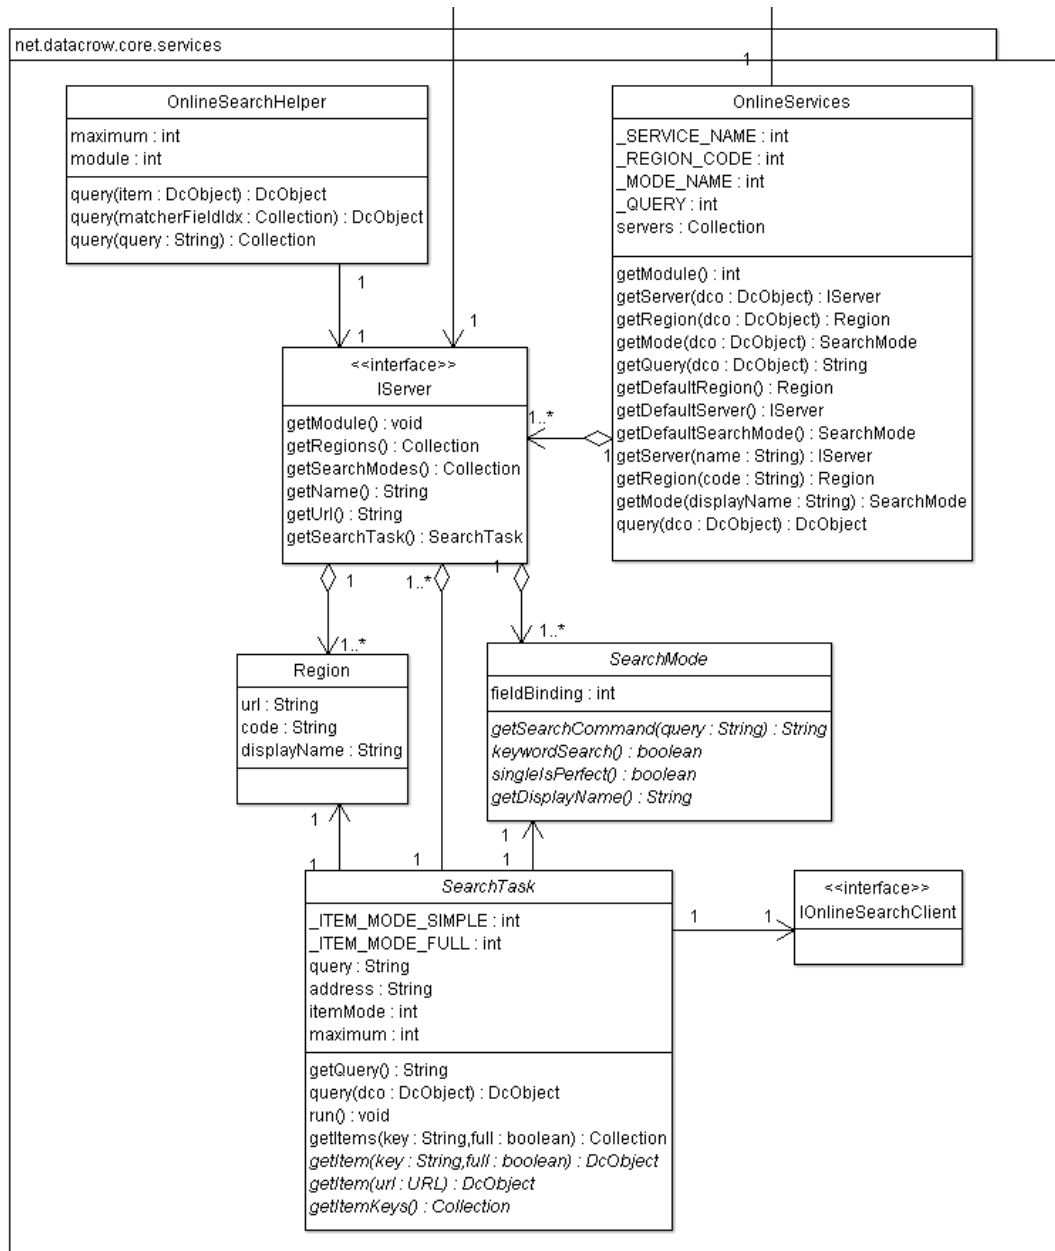 net.datacrow.core.services
1
OnlineSearchHelper
maximum : int
module : int
query(item : DcObject) : DcObject
query(matcherFieldIdx : Collection) : DcObject
query(query : String) : Collection
OnlineServices
_SERVICE_NAME : int
_REGION_CODE : int
_MODE_NAME : int
_QUERY : int
servers : Collection
getModule() : int
getServer(dco : DcObject) : IServer
getRegion(dco : DcObject) : Region
getMode(dco : DcObject) : SearchMode
getQuery(dco : DcObject) : String
getDefaultRegion() : Region
getDefaultServer() : IServer
getDefaultSearchMode() : SearchMode
getServer(name : String) : IServer
getRegion(code : String) : Region
getMode(displayName : String) : SearchMode
query(dco : DcObject) : DcObject
1
1
1
<<interface>>
IServer
getModule() : void
getRegions() : Collection
getSearchModes() : Collection
getName() : String
getUrl() : String
getSearchTask() : SearchTask
1..*
1
1
1..*
1
1..*
1..*
Region
url : String
code : String
displayName : String
SearchMode
fieldBinding : int
getSearchCommand(query : String) : String
keywordSearch() : boolean
singleIsPerfect() : boolean
getDisplayName() : String
1
1
1
1
1
SearchTask
_ITEM_MODE_SIMPLE : int
_ITEM_MODE_FULL : int
query : String
address : String
itemMode : int
maximum : int
getQuery() : String
query(dco : DcObject) : DcObject
run() : void
getItems(key : String,full : boolean) : Collection
getItem(key : String,full : boolean) : DcObject
getItem(url : URL) : DcObject
getItemKeys() : Collection
1
1
<<interface>>
IOnlineSearchClient